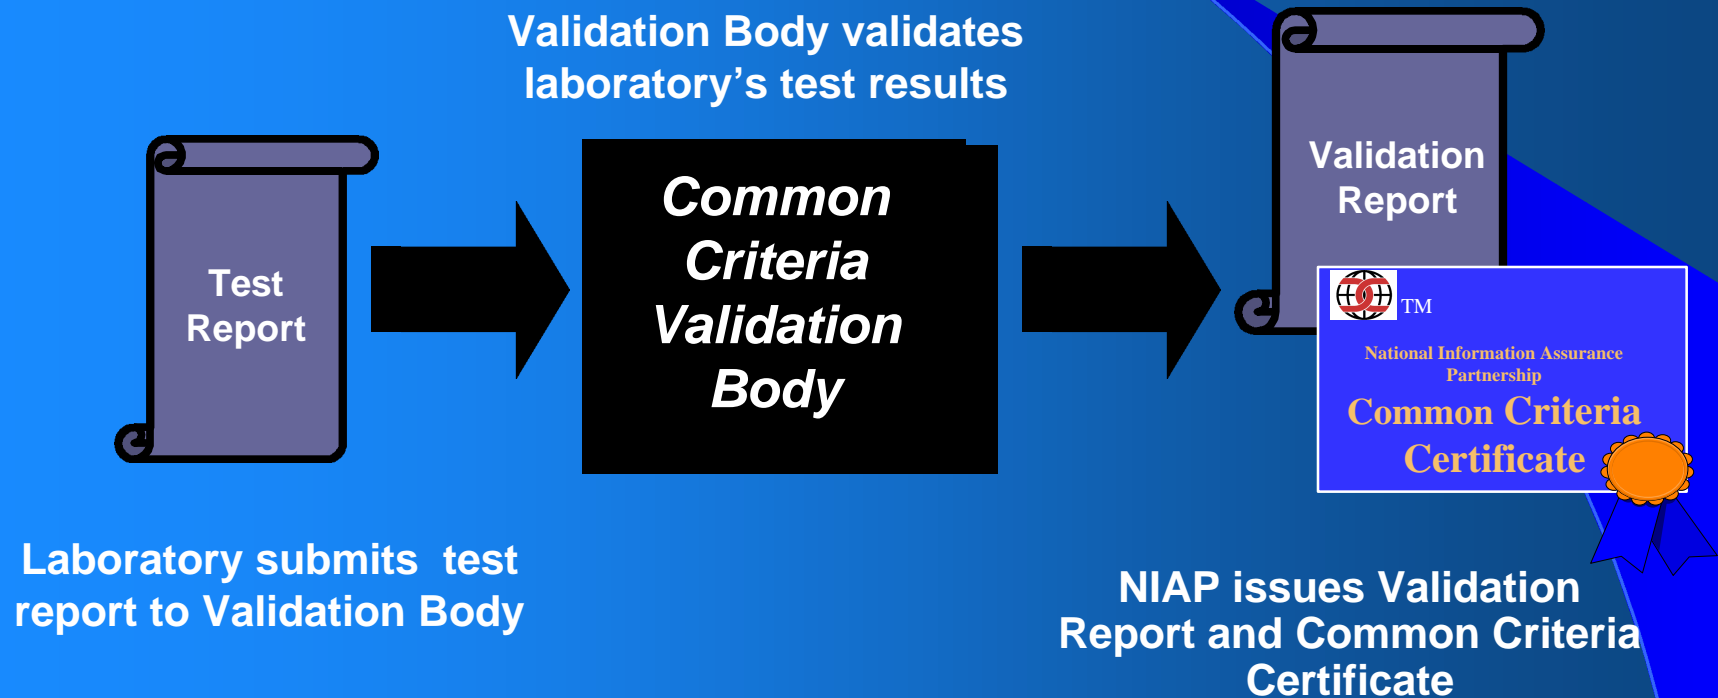 Validation Body validates
laboratory’s test results
Test
Report
Common
Criteria
Validation
Body
Validation
Report
TM
National Information Assurance
Partnership
Common Criteria
Certificate
Laboratory submits  test
report to Validation Body
NIAP issues Validation
Report and Common Criteria
Certificate